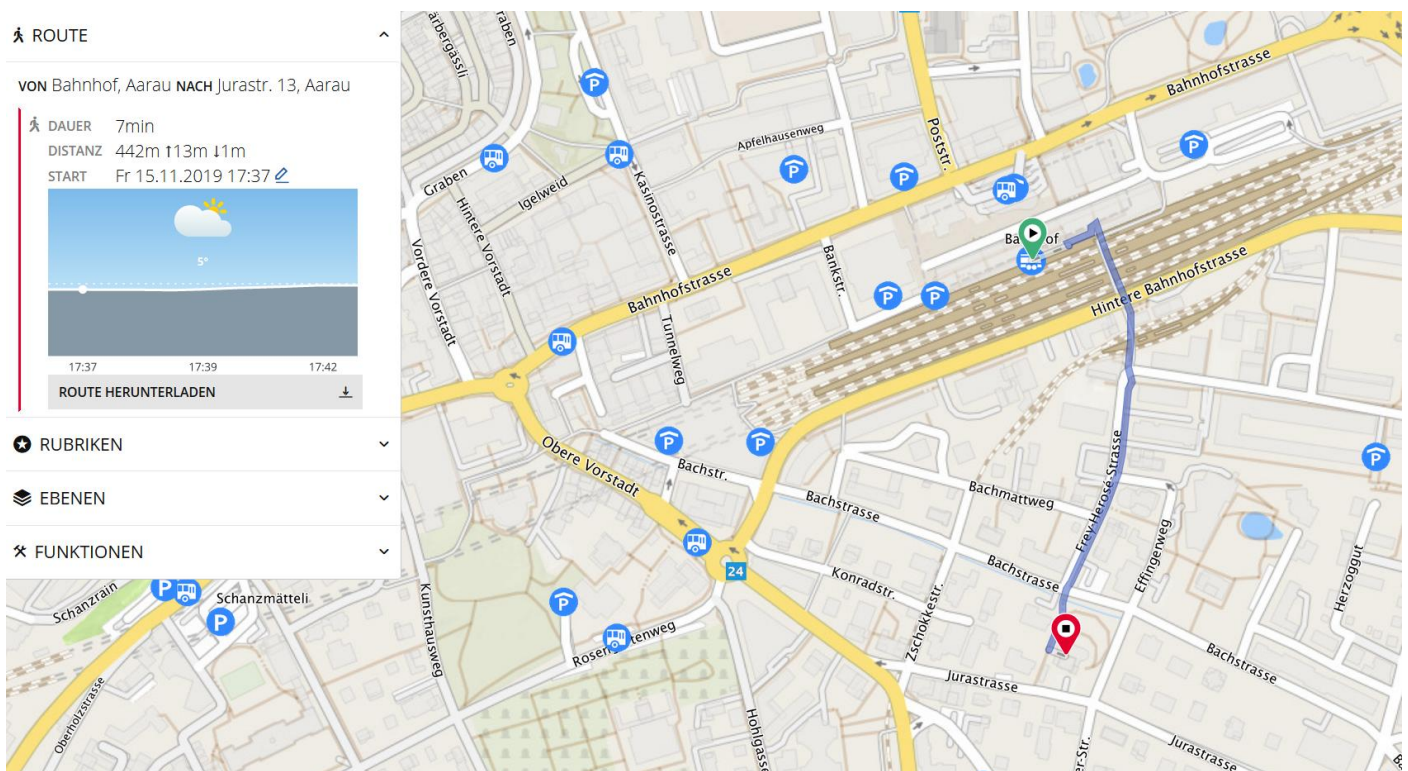 ROUTE
VON Bahnhof, Aarau NACH Jurastr. 13, Aarau
DAUER 7min
DISTANZ 442m ↑13m ↓1m
START Fr 15.11.2019 17:37
5°
17:37 17:39 17:42
ROUTE HERUNTERLADEN
RUBRIKEN
EBENEN
FUNKTIONEN
Graben
Igelweid
Hintere Vorstadt
Vordere Vorstadt
Kasinostrasse
Apfelhausenweg
Poststr.
Bahnhofstrasse
Bahnhofstrasse
Bankstr.
Tunnelweg
Hintere Bahnhofstrasse
Obere Vorstadt
Bachstr.
Bachstrasse
Bachmattweg
Frey-Herosé-Strasse
Effingerweg
Bachstrasse
Konradstr.
Zschokkestr.
24
Herzoggut
Schanzrain
Schanzmätteli
P
P
P
P
P
P
P
P
P
P
P
P
P
Kunsthausweg
Oberholzstrasse
Hohlgasse
Jurastrasse
Bachstrasse
Jurastrasse